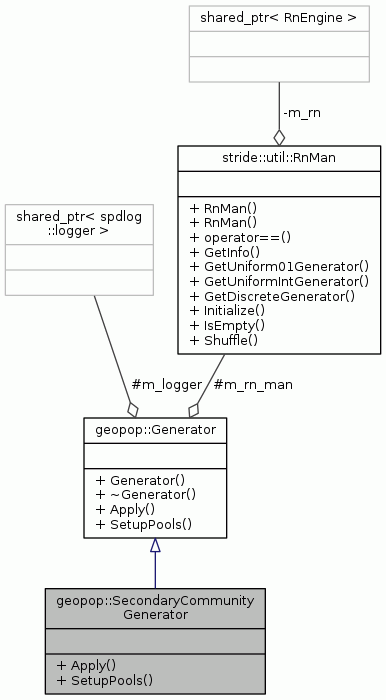 shared_ptr< RnEngine >
-m_rn
stride::util::RnMan
+ RnMan()
+ RnMan()
+ operator==()
+ GetInfo()
+ GetUniform01Generator()
+ GetUniformIntGenerator()
+ GetDiscreteGenerator()
+ Initialize()
+ IsEmpty()
+ Shuffle()
shared_ptr< spdlog
::logger >
#m_logger
#m_rn_man
geopop::Generator
+ Generator()
+ ~Generator()
+ Apply()
+ SetupPools()
geopop::SecondaryCommunity
Generator
+ Apply()
+ SetupPools()